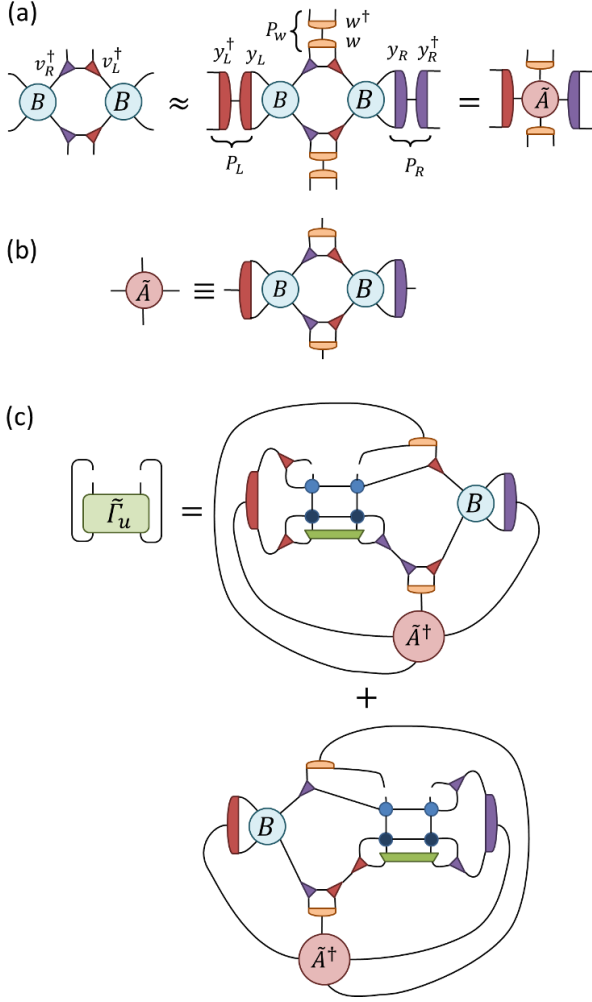 (a)
P_w
w†
w
v_R†
v_L†
y_L†
y_L
y_R
y_R†
B
B
≈
B
B
=
Ã
P_L
P_R
(b)
Ã
≡
B
B
(c)
Γ̃_u
=
B
Ã†
+
B
Ã†